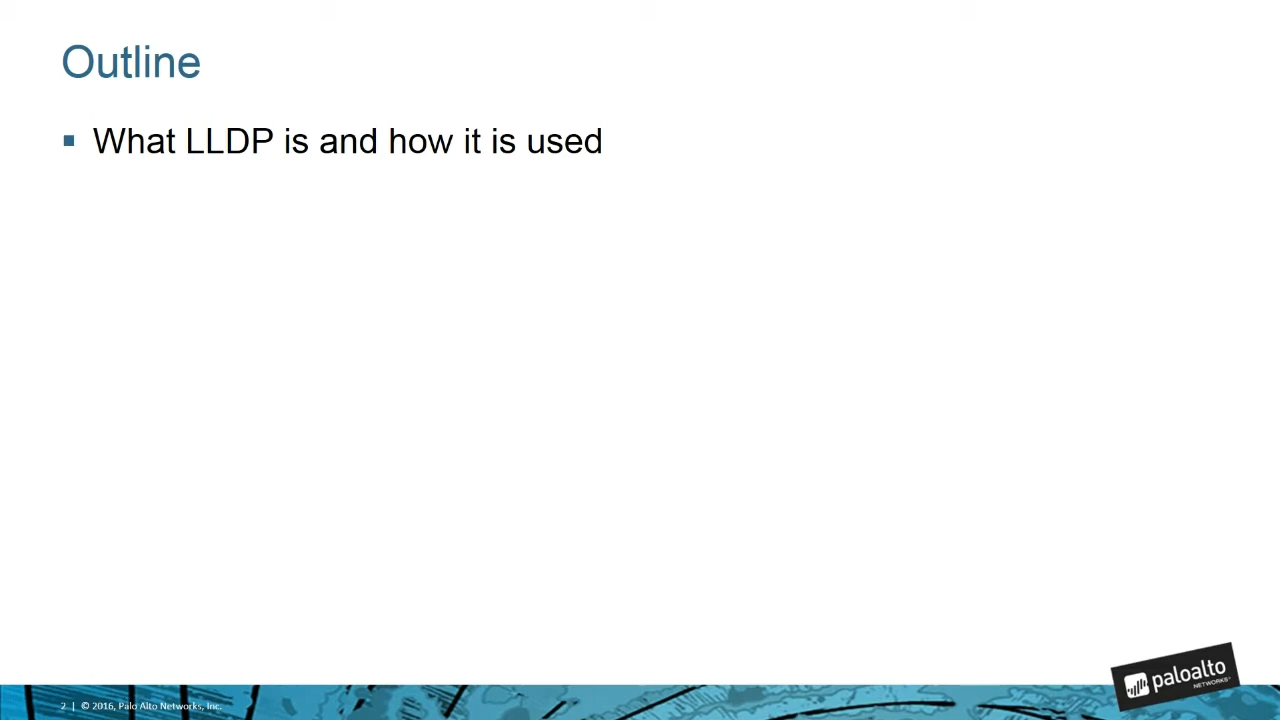 Outline
▪ What LLDP is and how it is used
paloalto
NETWORKS®
2 | © 2016, Palo Alto Networks, Inc.